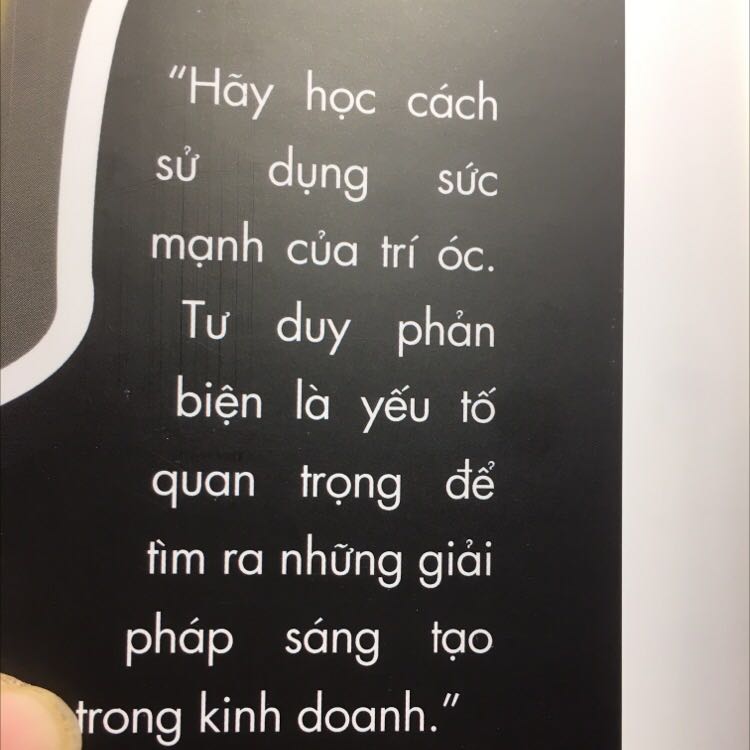 “Hãy học cách
sử dụng sức
mạnh của trí óc.
Tư duy phản
biện là yếu tố
quan trọng để
tìm ra những giải
pháp sáng tạo
trong kinh doanh.”